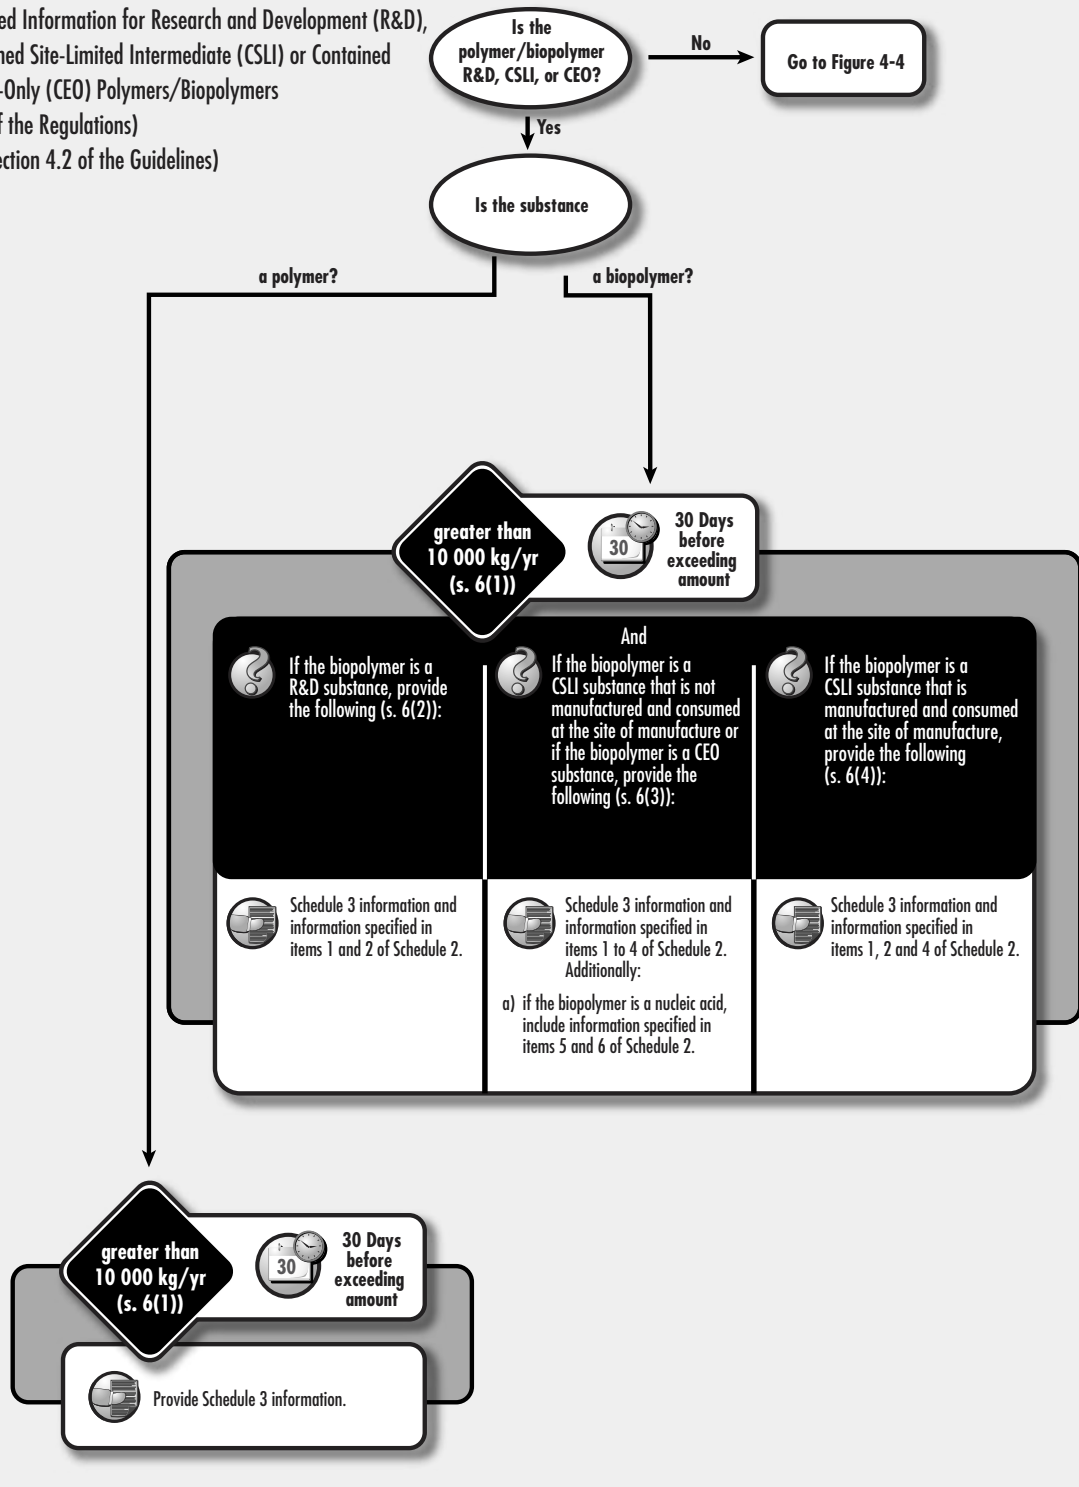 ed Information for Research and Development (R&D),
ned Site-Limited Intermediate (CSLI) or Contained
-Only (CEO) Polymers/Biopolymers
f the Regulations)
ection 4.2 of the Guidelines)
Is the
polymer/biopolymer
R&D, CSLI, or CEO?
No
Go to Figure 4-4
Yes
Is the substance
a polymer?
a biopolymer?
greater than
10 000 kg/yr
(s. 6(1))
30
30 Days
before
exceeding
amount
And
If the biopolymer is a
R&D substance, provide
the following (s. 6(2)):
If the biopolymer is a
CSLI substance that is not
manufactured and consumed
at the site of manufacture or
if the biopolymer is a CEO
substance, provide the
following (s. 6(3)):
If the biopolymer is a
CSLI substance that is
manufactured and consumed
at the site of manufacture,
provide the following
(s. 6(4)):
Schedule 3 information and
information specified in
items 1 and 2 of Schedule 2.
Schedule 3 information and
information specified in
items 1 to 4 of Schedule 2.
Additionally:
a) if the biopolymer is a nucleic acid,
include information specified in
items 5 and 6 of Schedule 2.
Schedule 3 information and
information specified in
items 1, 2 and 4 of Schedule 2.
greater than
10 000 kg/yr
(s. 6(1))
30
30 Days
before
exceeding
amount
Provide Schedule 3 information.